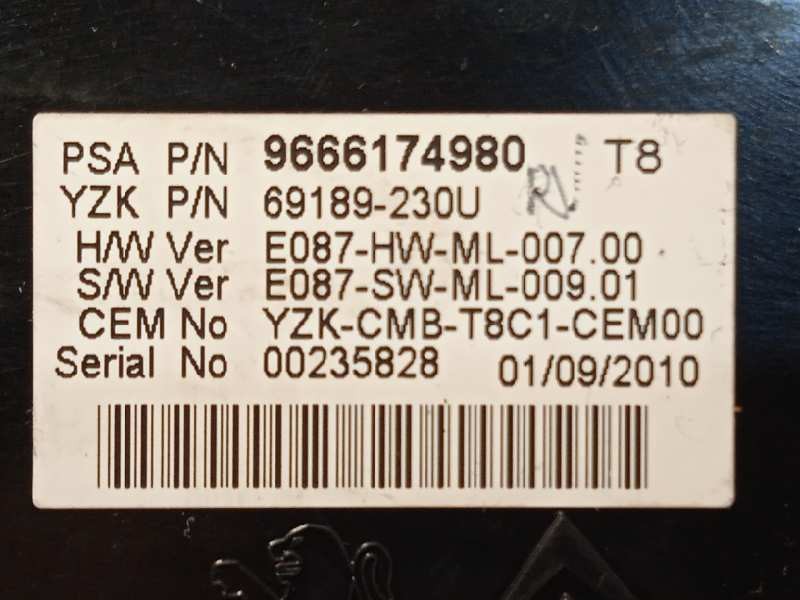 PSA P/N 9666174980 T8
YZK P/N 69189-230U
H/W Ver E087-HW-ML-007.00
S/W Ver E087-SW-ML-009.01
CEM No YZK-CMB-T8C1-CEM00
Serial No 00235828 01/09/2010